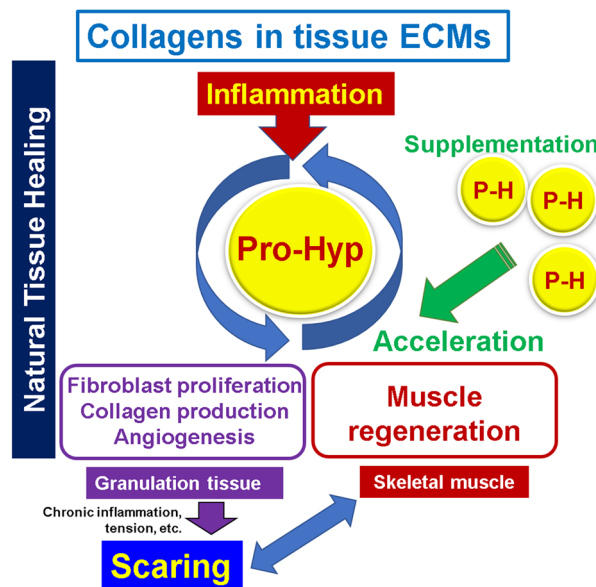 Collagens in tissue ECMs
Natural Tissue Healing
Inflammation
Supplementation
P-H
P-H
P-H
Pro-Hyp
Acceleration
Fibroblast proliferation
Collagen production
Angiogenesis
Muscle
regeneration
Granulation tissue
Skeletal muscle
Chronic inflammation,
tension, etc.
Scaring